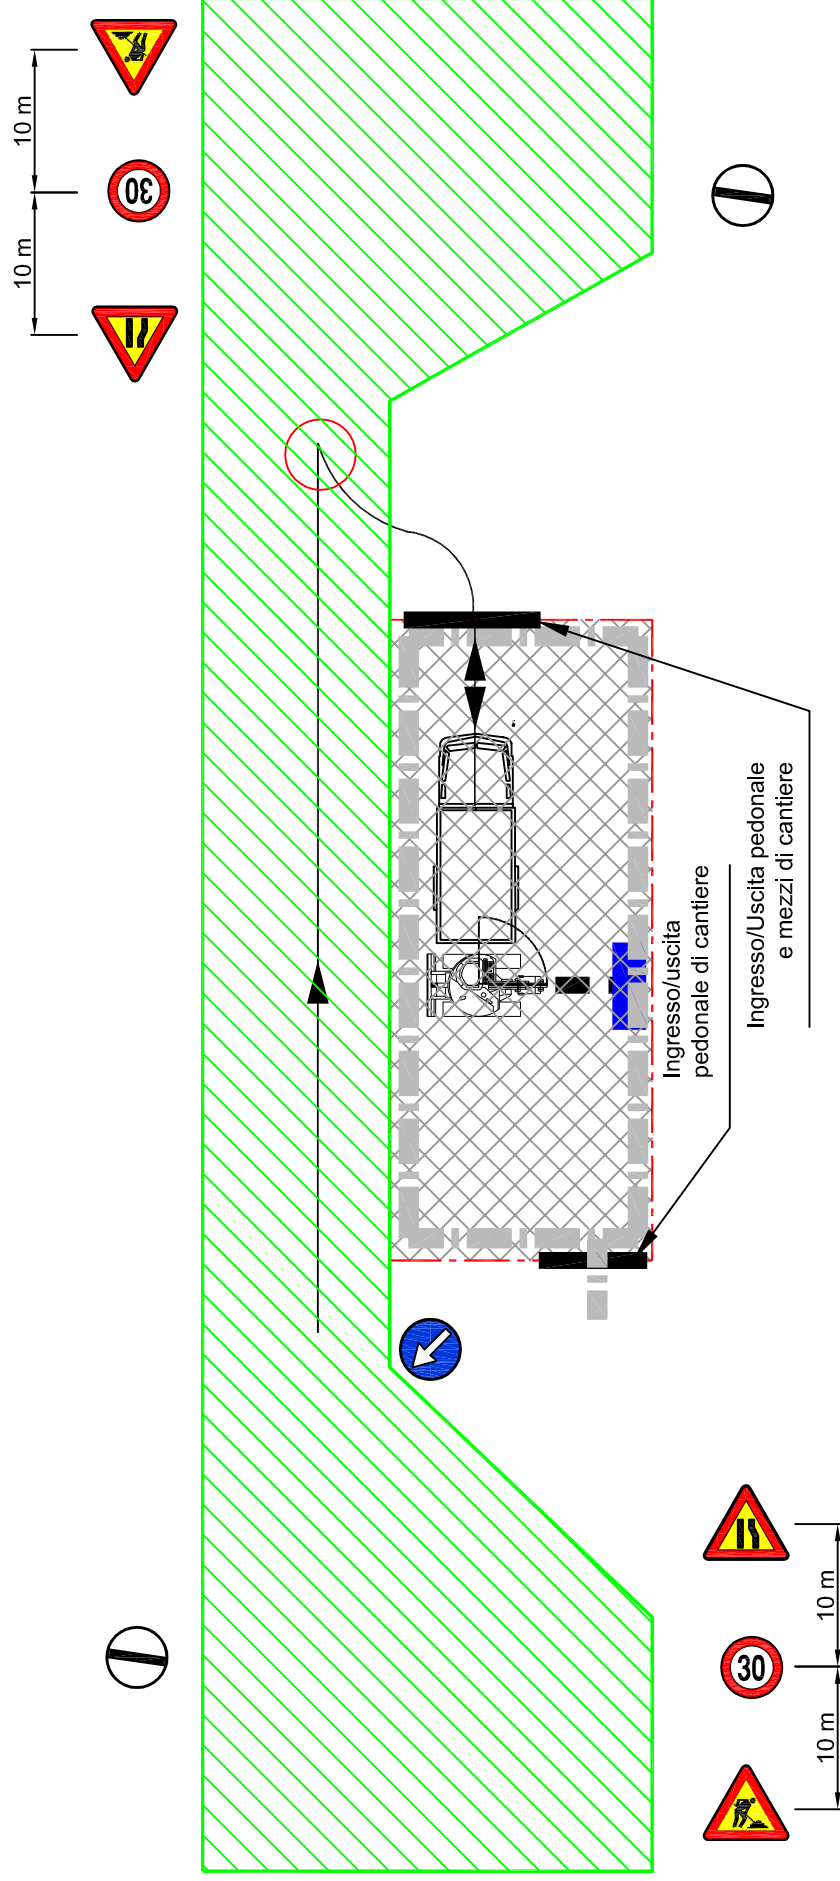 10 m
30
10 m
Ingresso/Uscita pedonale
e mezzi di cantiere
Ingresso/uscita
pedonale di cantiere
10 m
30
10 m